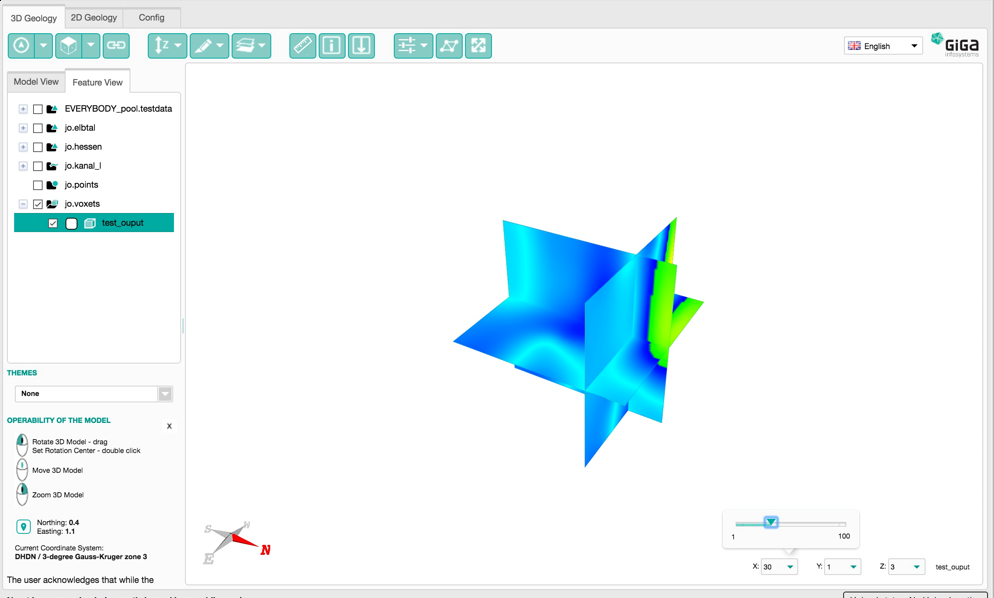 3D Geology
2D Geology
Config
English
GiGa
infosystems
Model View
Feature View
EVERYBODY_pool.testdata
jo.elbtal
jo.hessen
jo.kanal_l
jo.points
jo.voxets
test_ouput
THEMES
None
OPERABILITY OF THE MODEL
x
Rotate 3D Model - drag
Set Rotation Center - double click
Move 3D Model
Zoom 3D Model
Northing: 0.4
Easting: 1.1
Current Coordinate System:
DHDN / 3-degree Gauss-Kruger zone 3
The user acknowledges that while the
S
W
E
N
1
100
X: 30
Y: 1
Z: 3
test_ouput